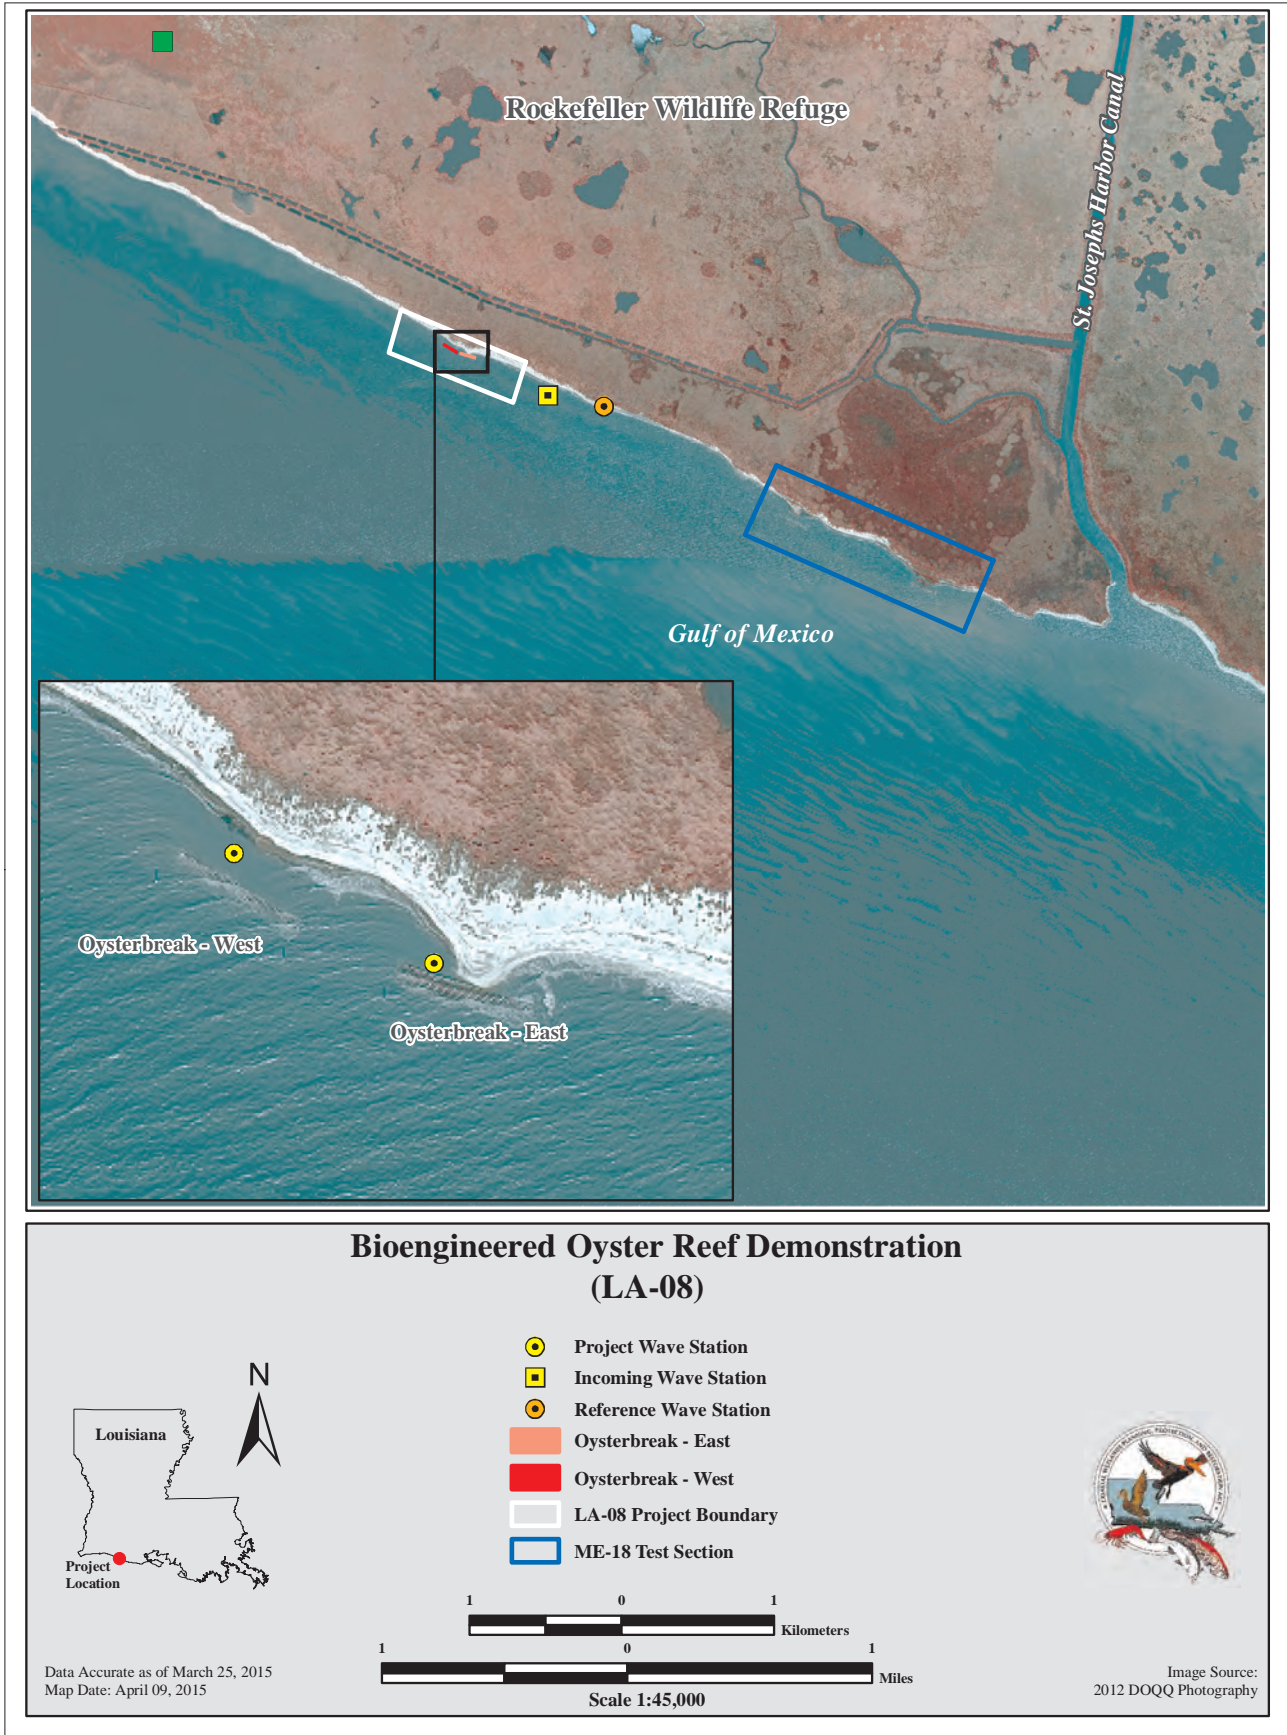 Rockefeller Wildlife Refuge
St. Josephs Harbor Canal
Gulf of Mexico
Oysterbreak - West
Oysterbreak - East
Bioengineered Oyster Reef Demonstration
(LA-08)
Project Wave Station
Incoming Wave Station
Reference Wave Station
Oysterbreak - East
Oysterbreak - West
LA-08 Project Boundary
ME-18 Test Section
N
Louisiana
Project
Location
1 0 1
Kilometers
1 0 1
Miles
Scale 1:45,000
Data Accurate as of March 25, 2015
Map Date: April 09, 2015
Image Source:
2012 DOQQ Photography